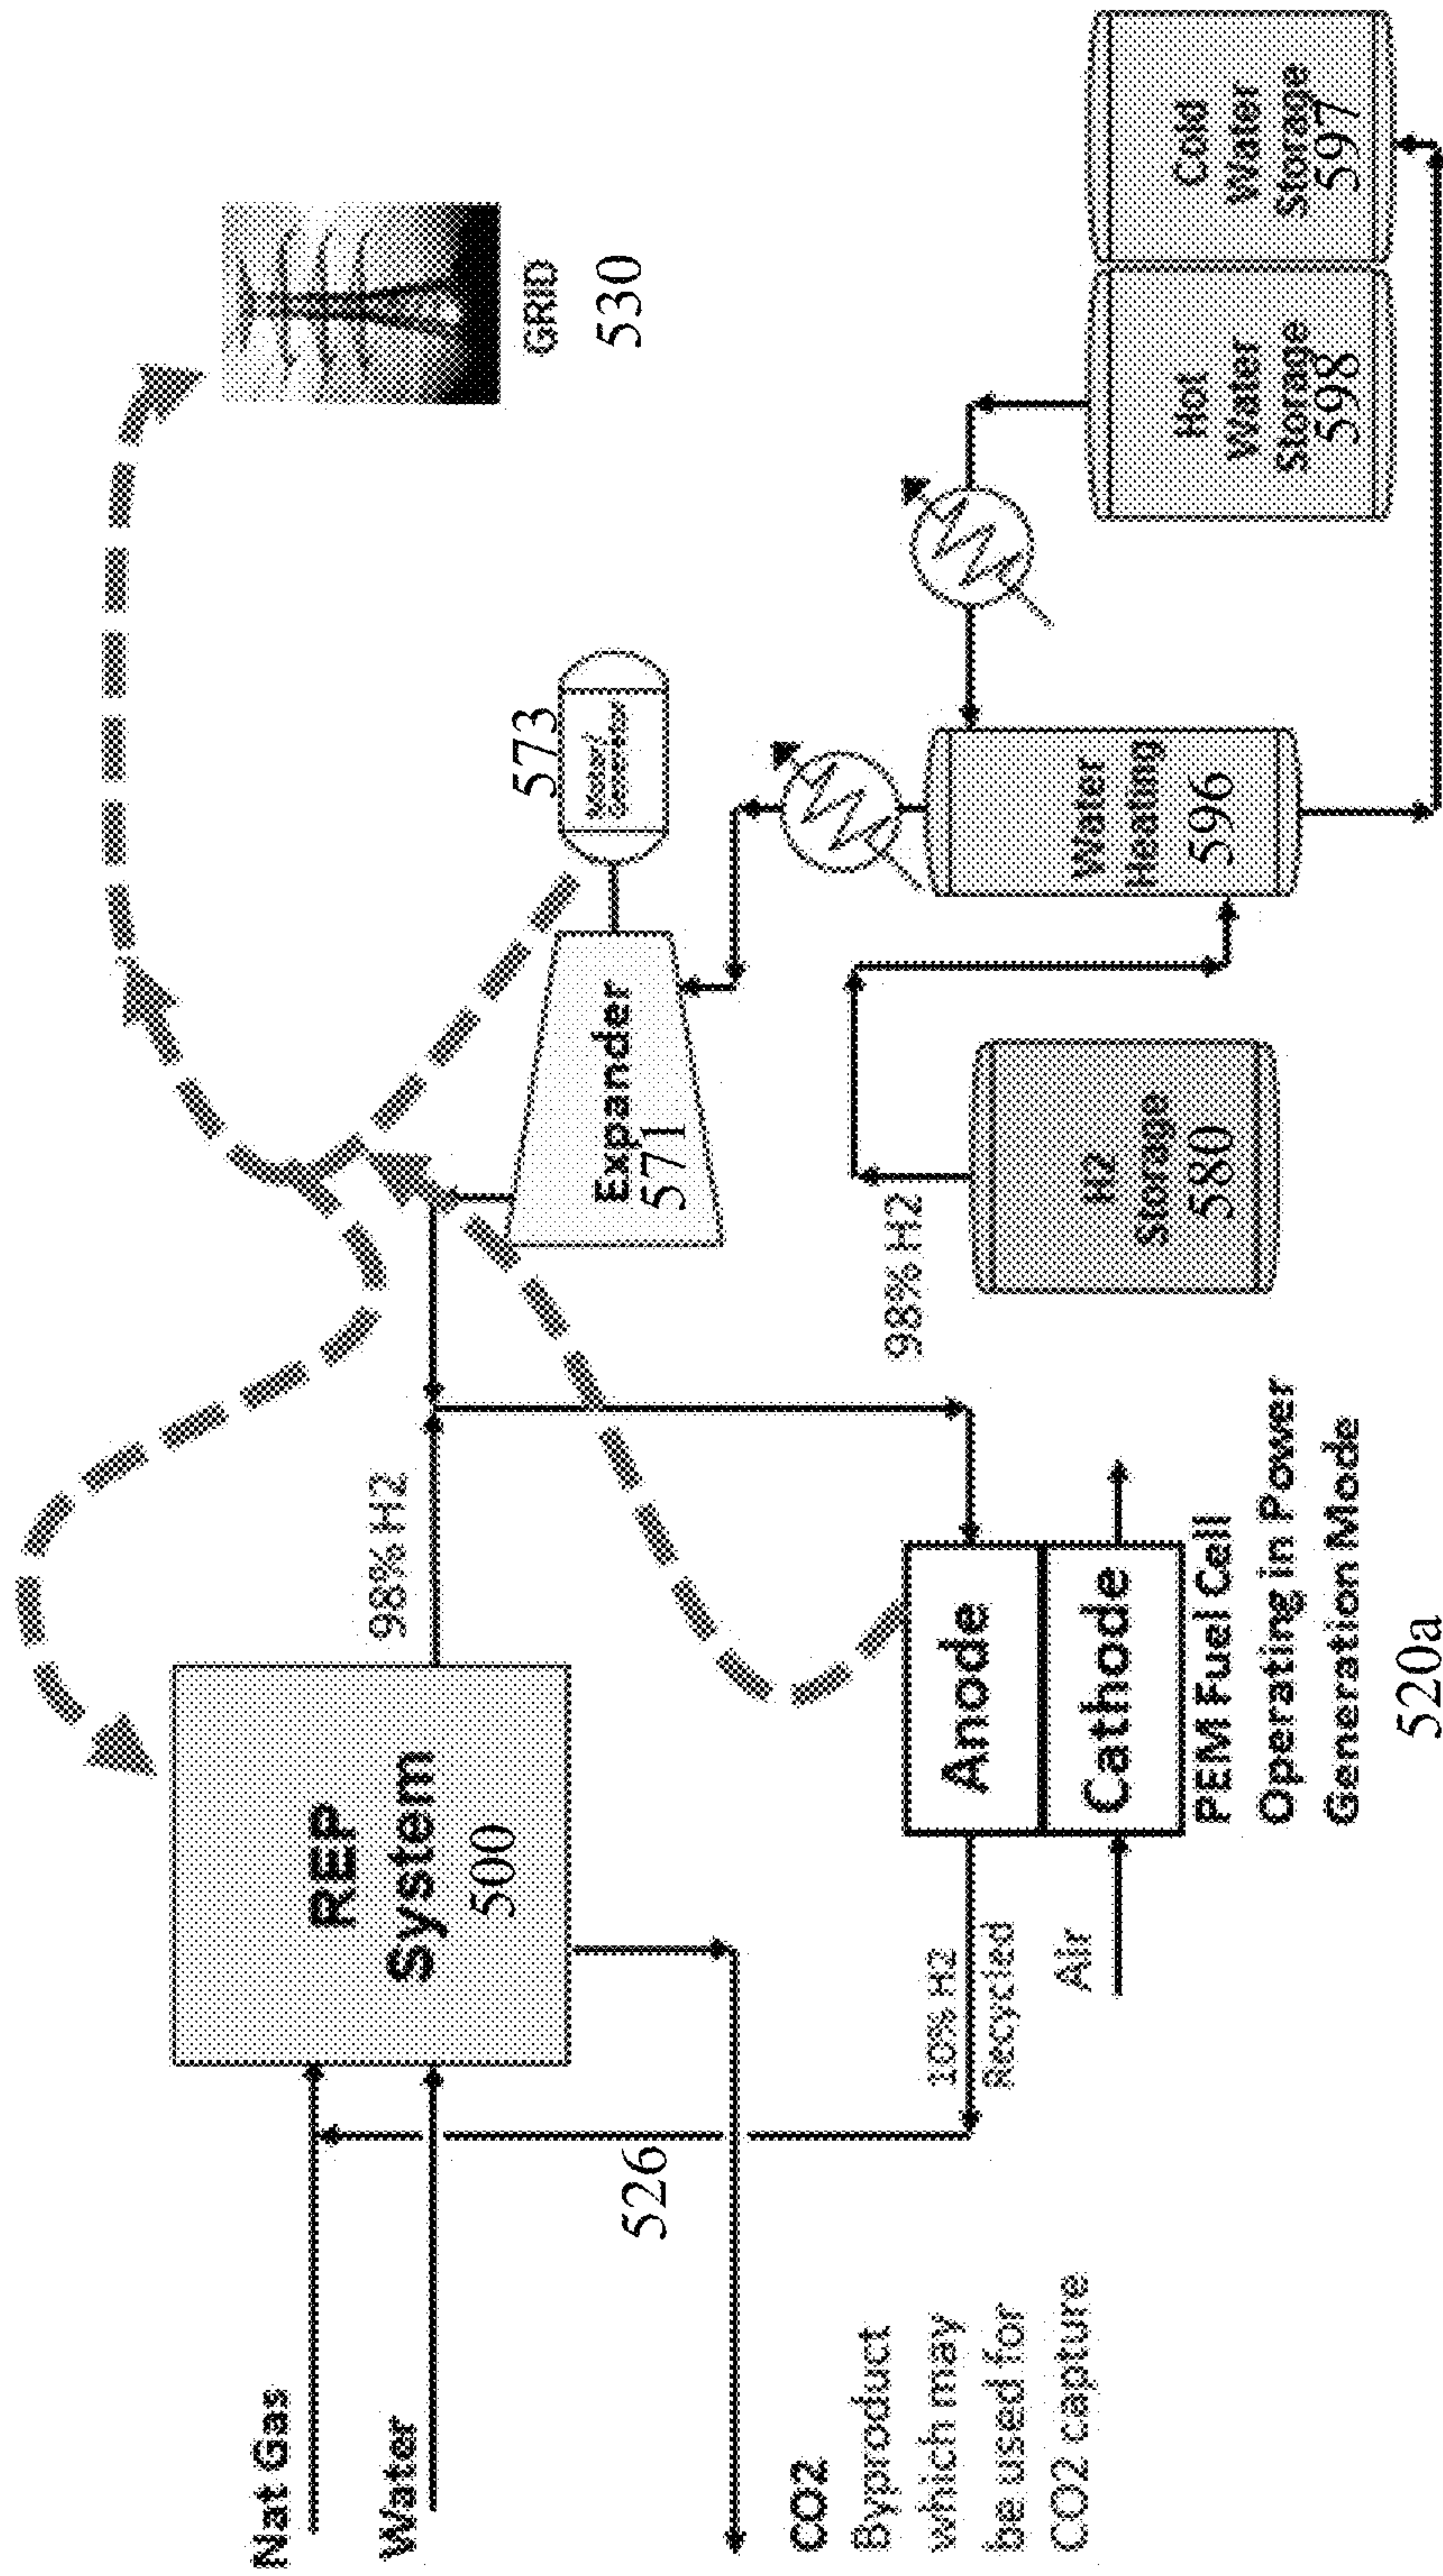 Nat Gas
Water
REP
System
500
98% H2
526
CO2
Byproduct
which may
be used for
CO2 capture
10% H2
Recycled
Air
Anode
Cathode
PEM Fuel Cell
Operating in Power
Generation Mode
520a
Expander
571
573
Motor/
Generator
GRID
530
98% H2
H2
Storage
580
Water
Heating
596
Hot
Water
Storage
598
Cold
Water
Storage
597